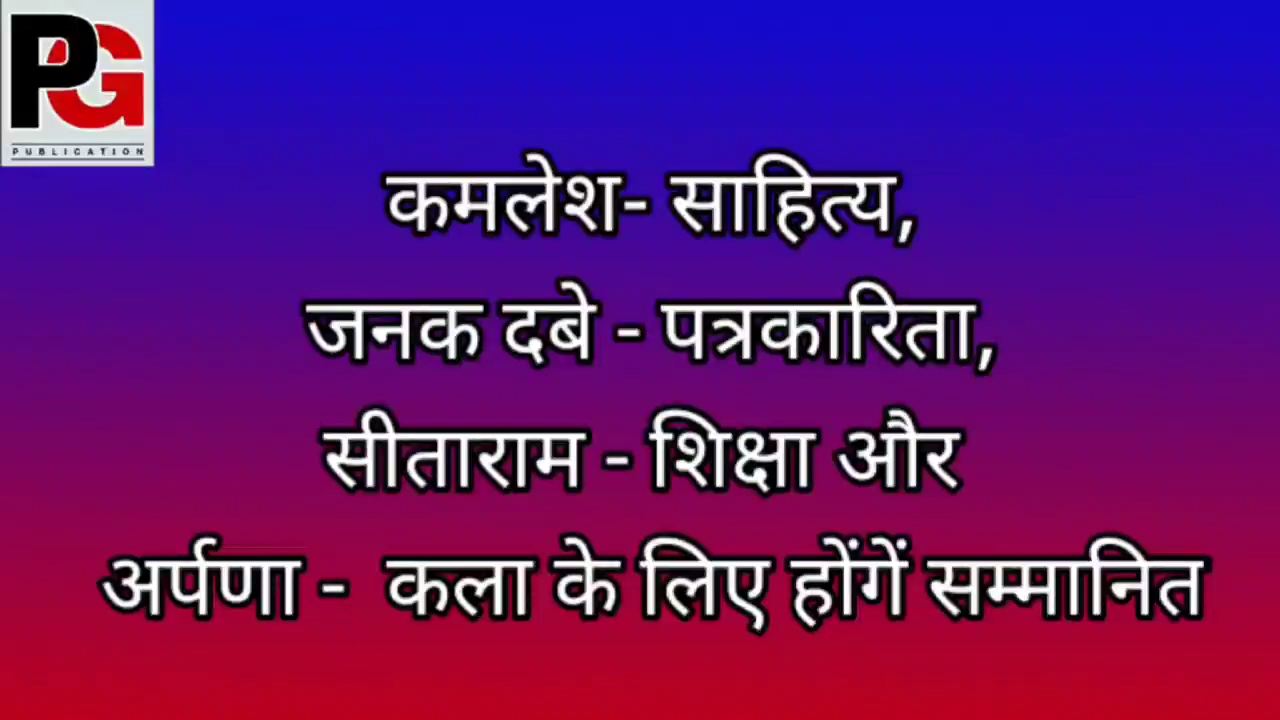 PG
PUBLICATION
कमलेश- साहित्य,
जनक दबे - पत्रकारिता,
सीताराम - शिक्षा और
अर्पणा - कला के लिए होंगें सम्मानित